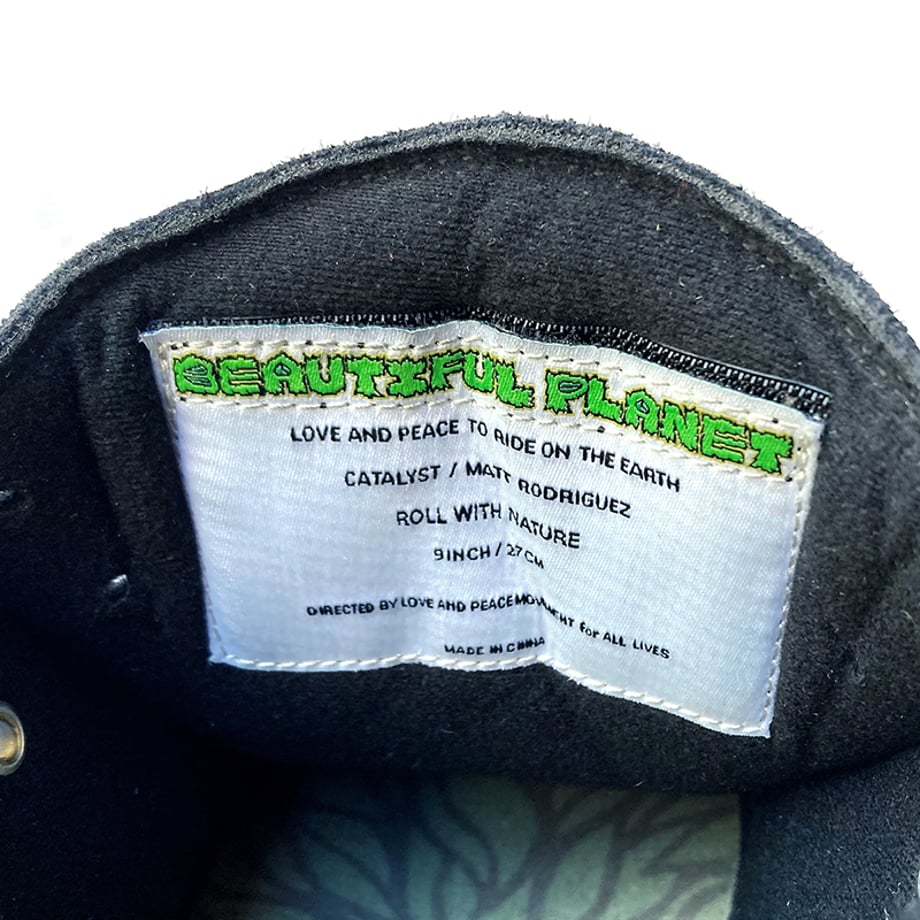 BEAUTIFUL PLANET
LOVE AND PEACE TO RIDE ON THE EARTH
CATALYST / MATT RODRIGUEZ
ROLL WITH NATURE
9INCH / 27CM
DIRECTED BY LOVE AND PEACE MOVEMENT for ALL LIVES
MADE IN CHINA